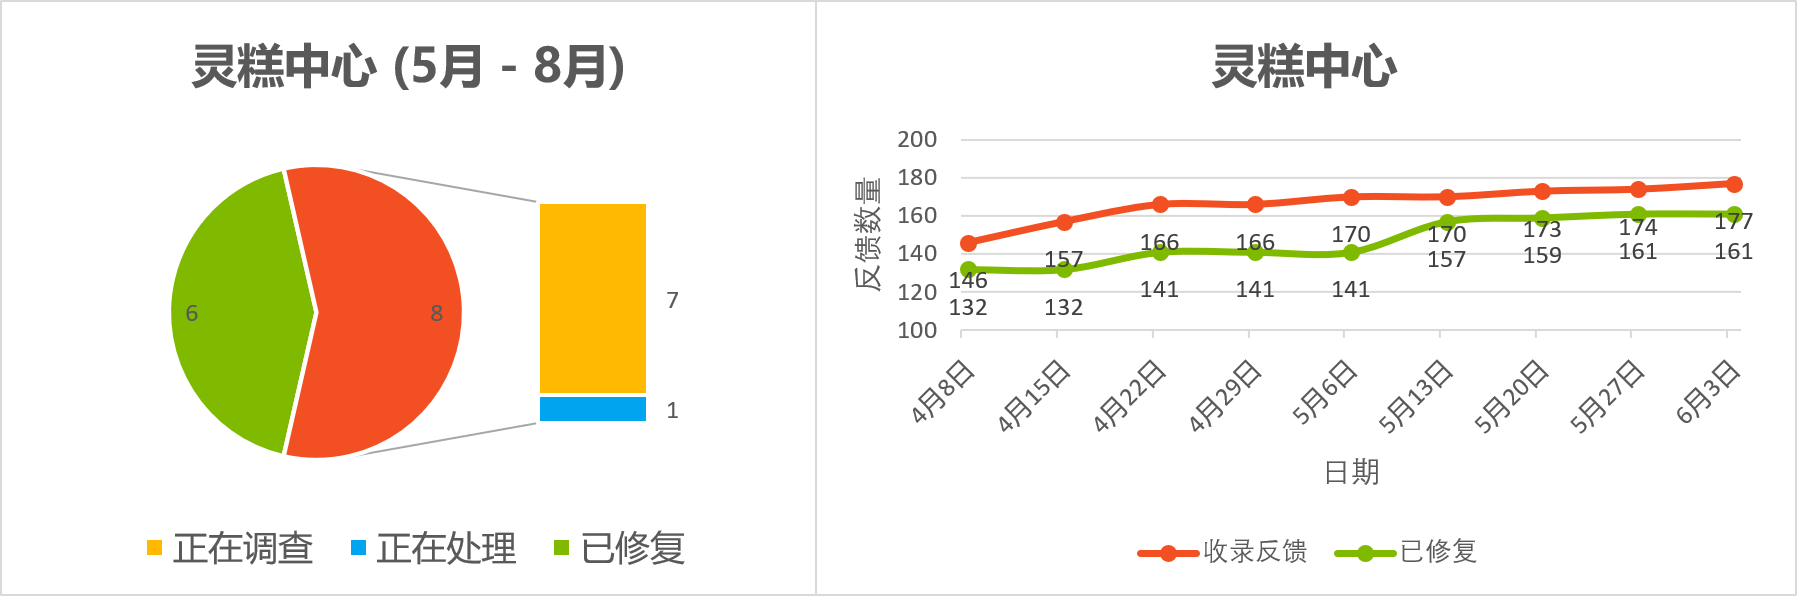 灵糕中心 (5月 - 8月)
6
8
7
1
正在调查
正在处理
已修复
灵糕中心
反馈数量
200
180
160
140
120
100
146 157 166 166 170 170 173 174 177
132 132 141 141 141 157 159 161 161
4月8日
4月15日
4月22日
4月29日
5月6日
5月13日
5月20日
5月27日
6月3日
日期
收录反馈
已修复